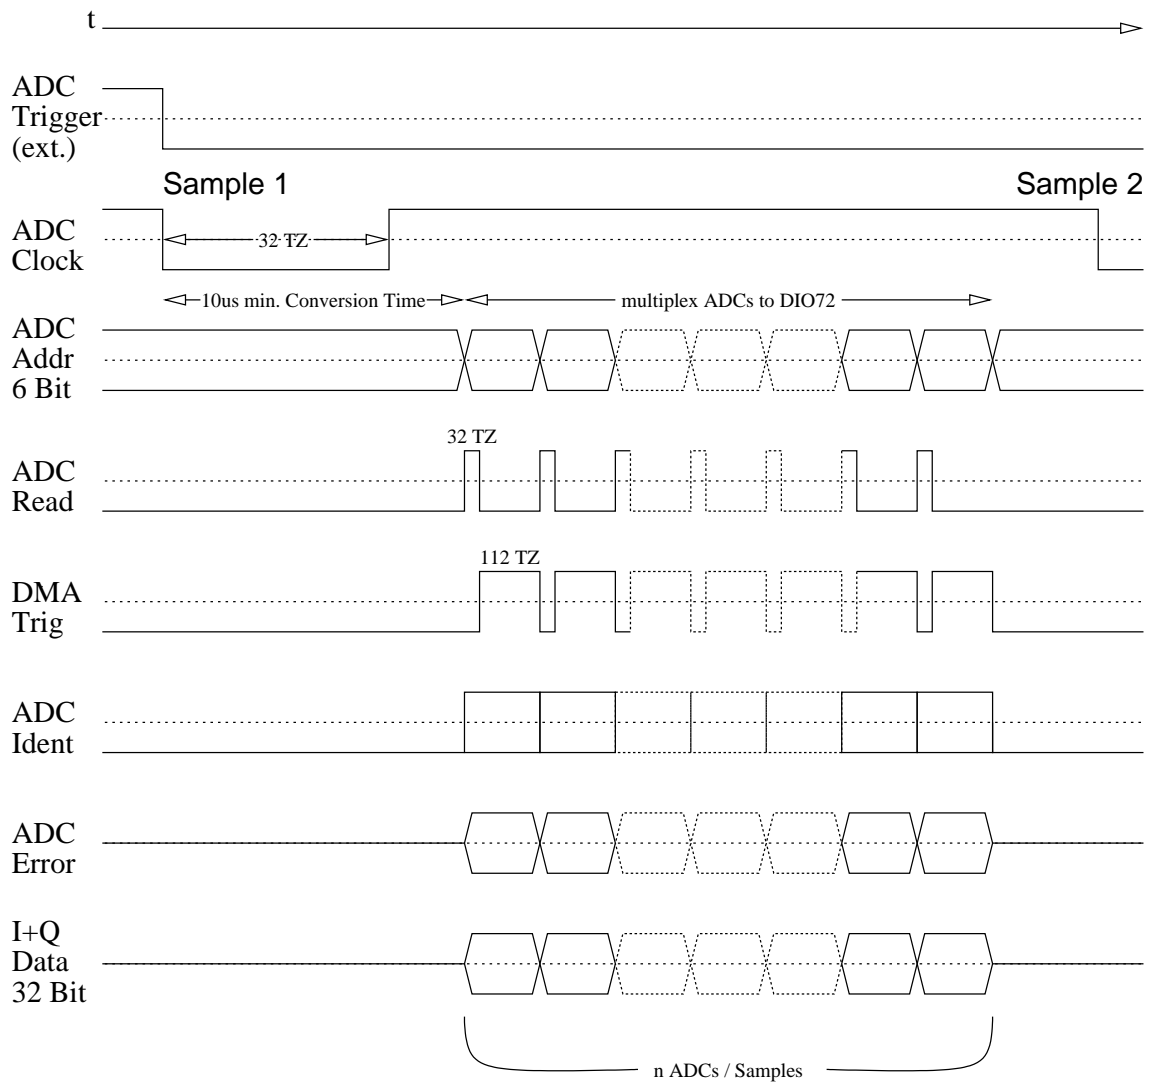 t
ADC
Trigger
(ext.)
Sample 1
Sample 2
ADC
Clock
32 TZ
10us min. Conversion Time
multiplex ADCs to DIO72
ADC
Addr
6 Bit
32 TZ
ADC
Read
112 TZ
DMA
Trig
ADC
Ident
ADC
Error
I+Q
Data
32 Bit
n ADCs / Samples